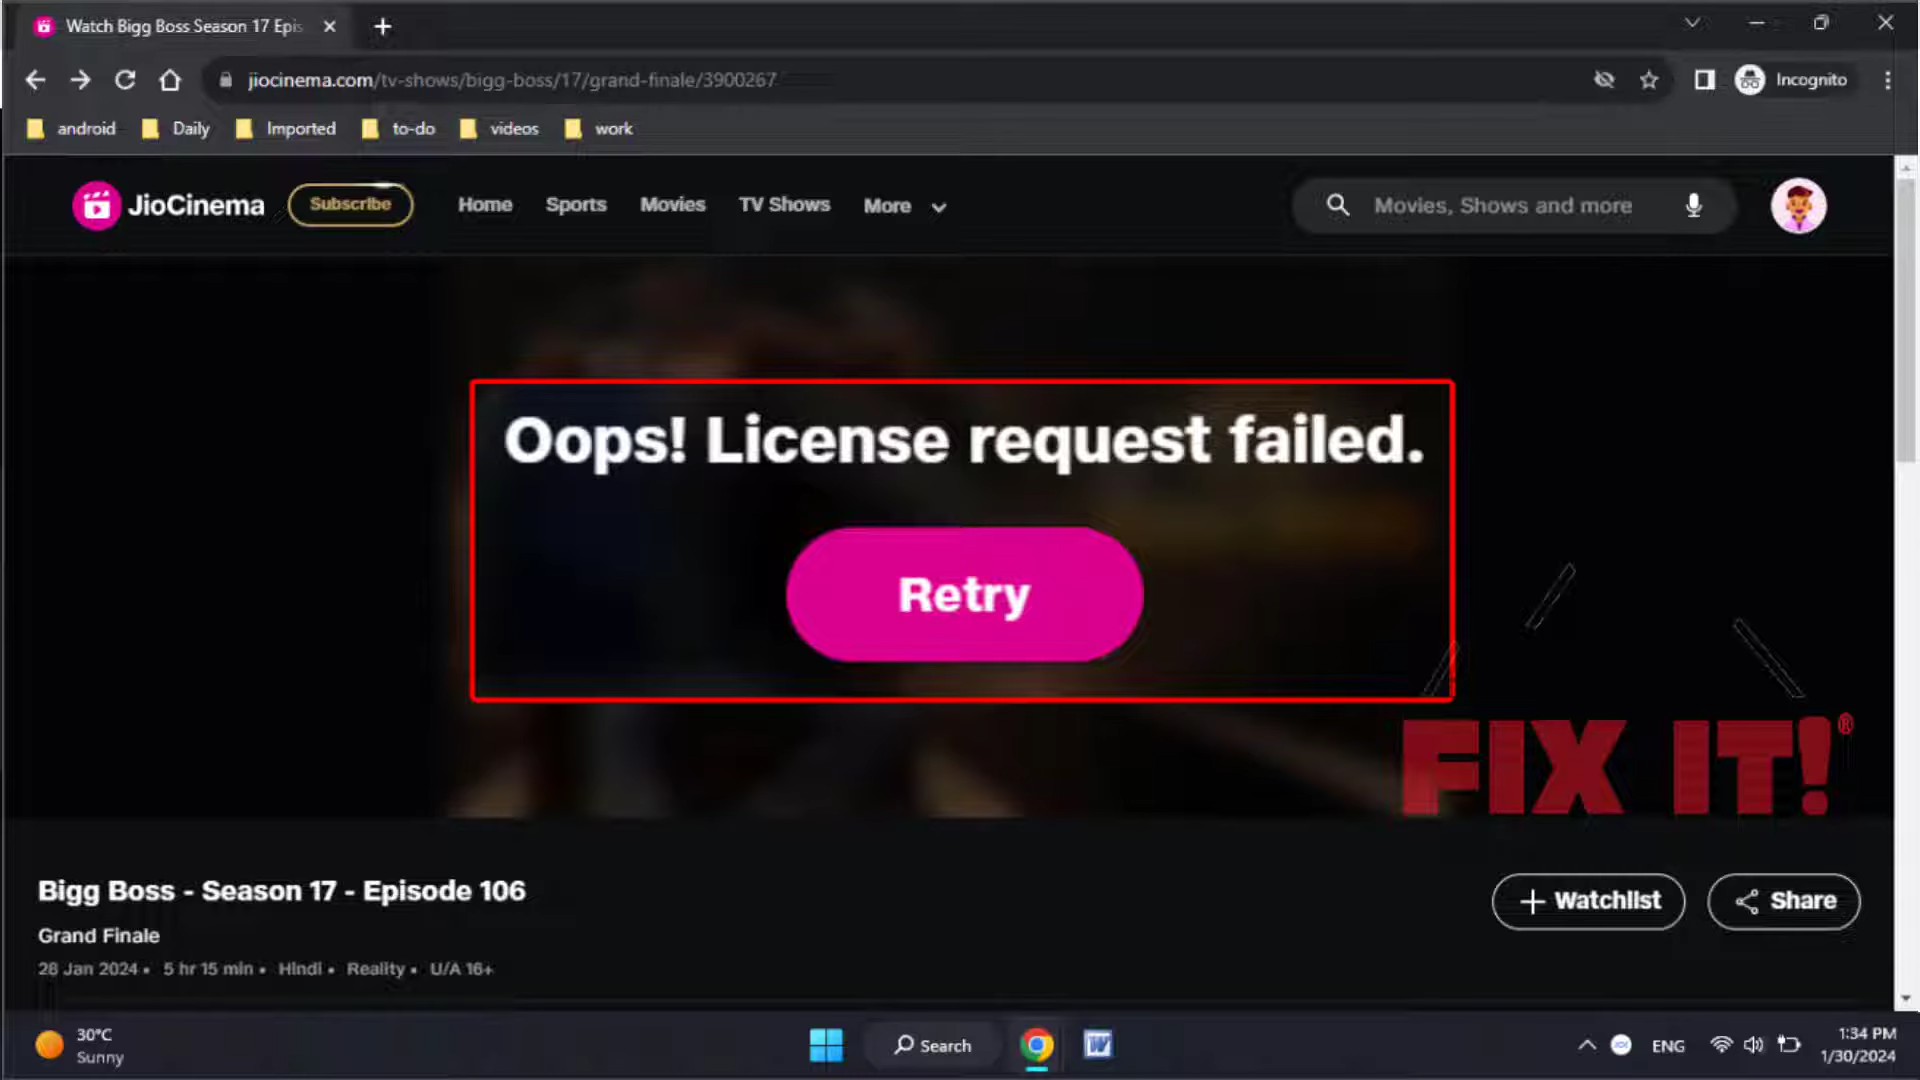 Watch Bigg Boss Season 17 Epis
jiocinema.com/tv-shows/bigg-boss/17/grand-finale/3900267
Incognito
android Daily Imported to-do videos work
JioCinema Subscribe Home Sports Movies TV Shows More Movies, Shows and more
Oops! License request failed.
Retry
FIX IT!®
Bigg Boss - Season 17 - Episode 106
Watchlist Share
Grand Finale
28 Jan 2024 • 5 hr 15 min • Hindi • Reality • U/A 16+
30°C
Sunny
Search
ENG
1:34 PM
1/30/2024